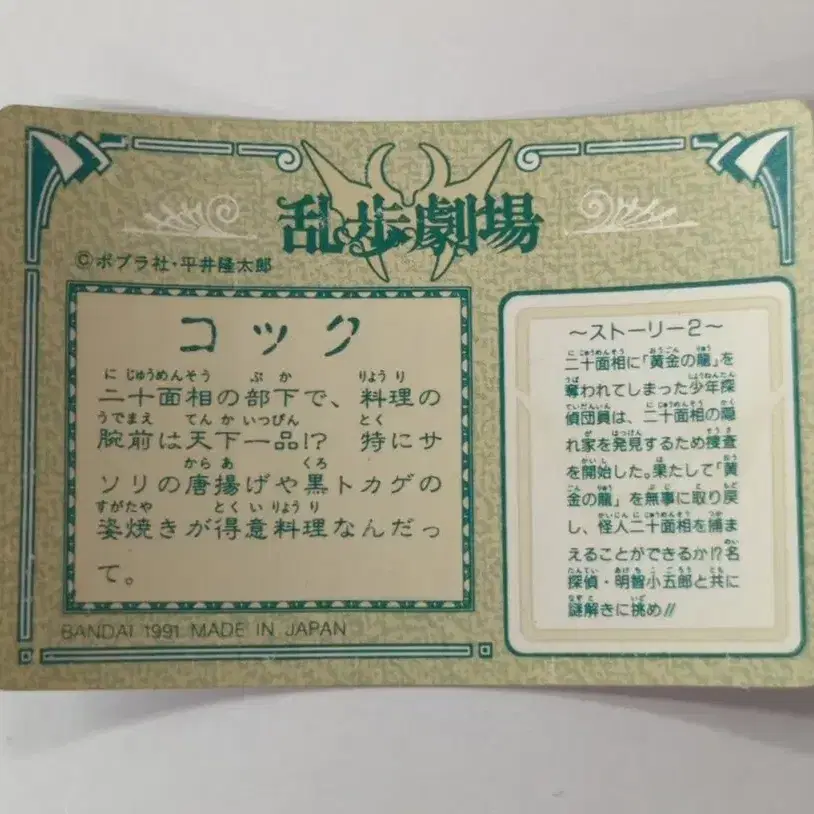 乱歩劇場
©ポプラ社・平井隆太郎
コック
二十面相の部下で、料理の
腕前は天下一品!? 特にサ
ソリの唐揚げや黒トカゲの
姿焼きが得意料理なんだっ
て。
BANDAI 1991 MADE IN JAPAN
〜ストーリー2〜
二十面相に「黄金の龍」を
奪われてしまった少年探
偵団員は、二十面相の隠
れ家を発見するため捜査
を開始した。果たして「黄
金の龍」を無事に取り戻
し、怪人二十面相を捕ま
えることができるか!?名
探偵・明智小五郎と共に
謎解きに挑め!!